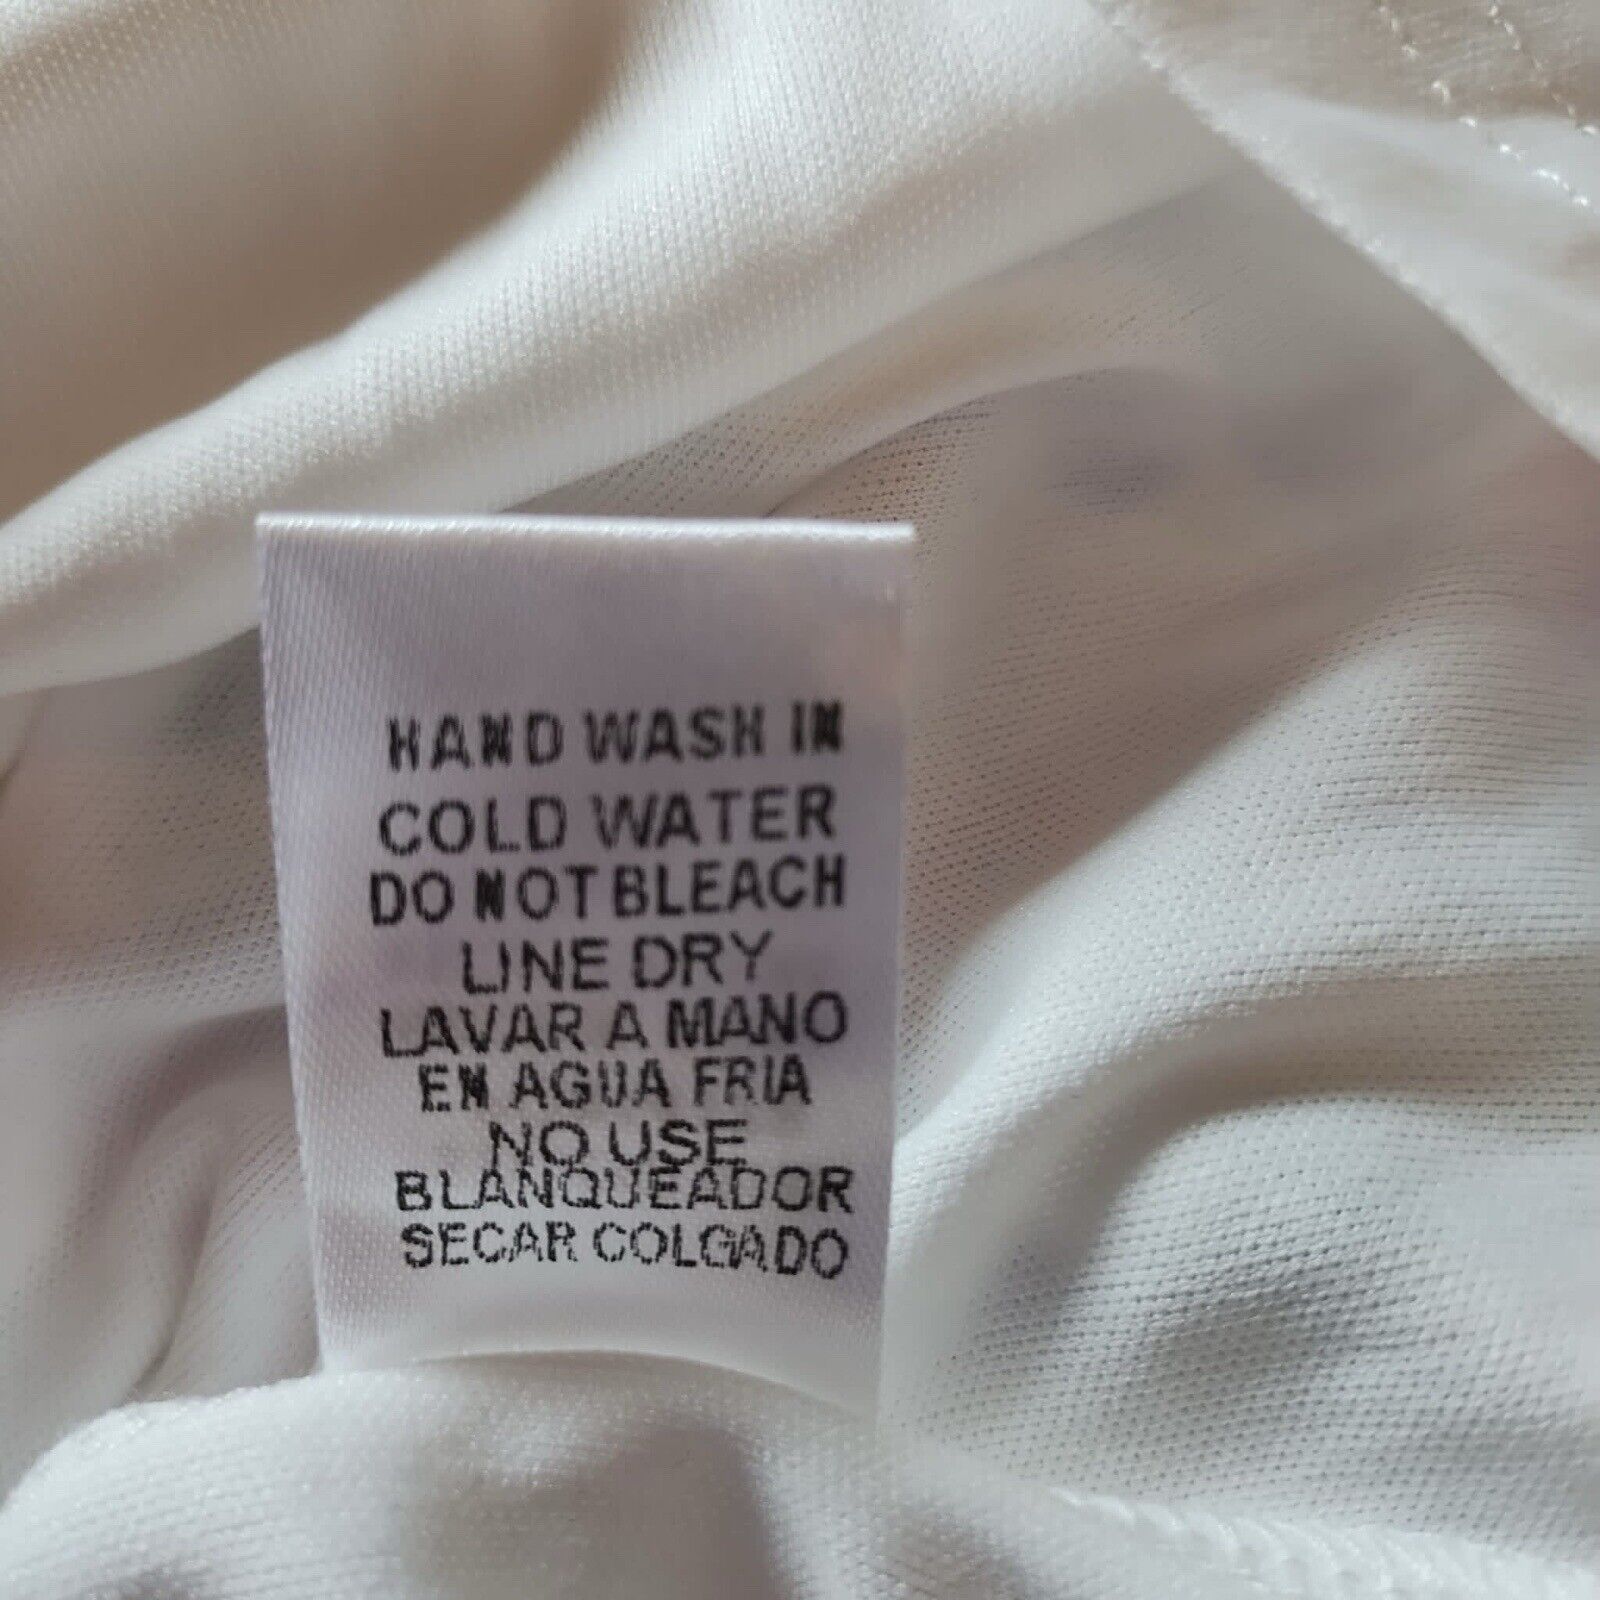 HAND WASH IN
COLD WATER
DO NOT BLEACH
LINE DRY
LAVAR A MANO
EN AGUA FRIA
NO USE
BLANQUEADOR
SECAR COLGADO